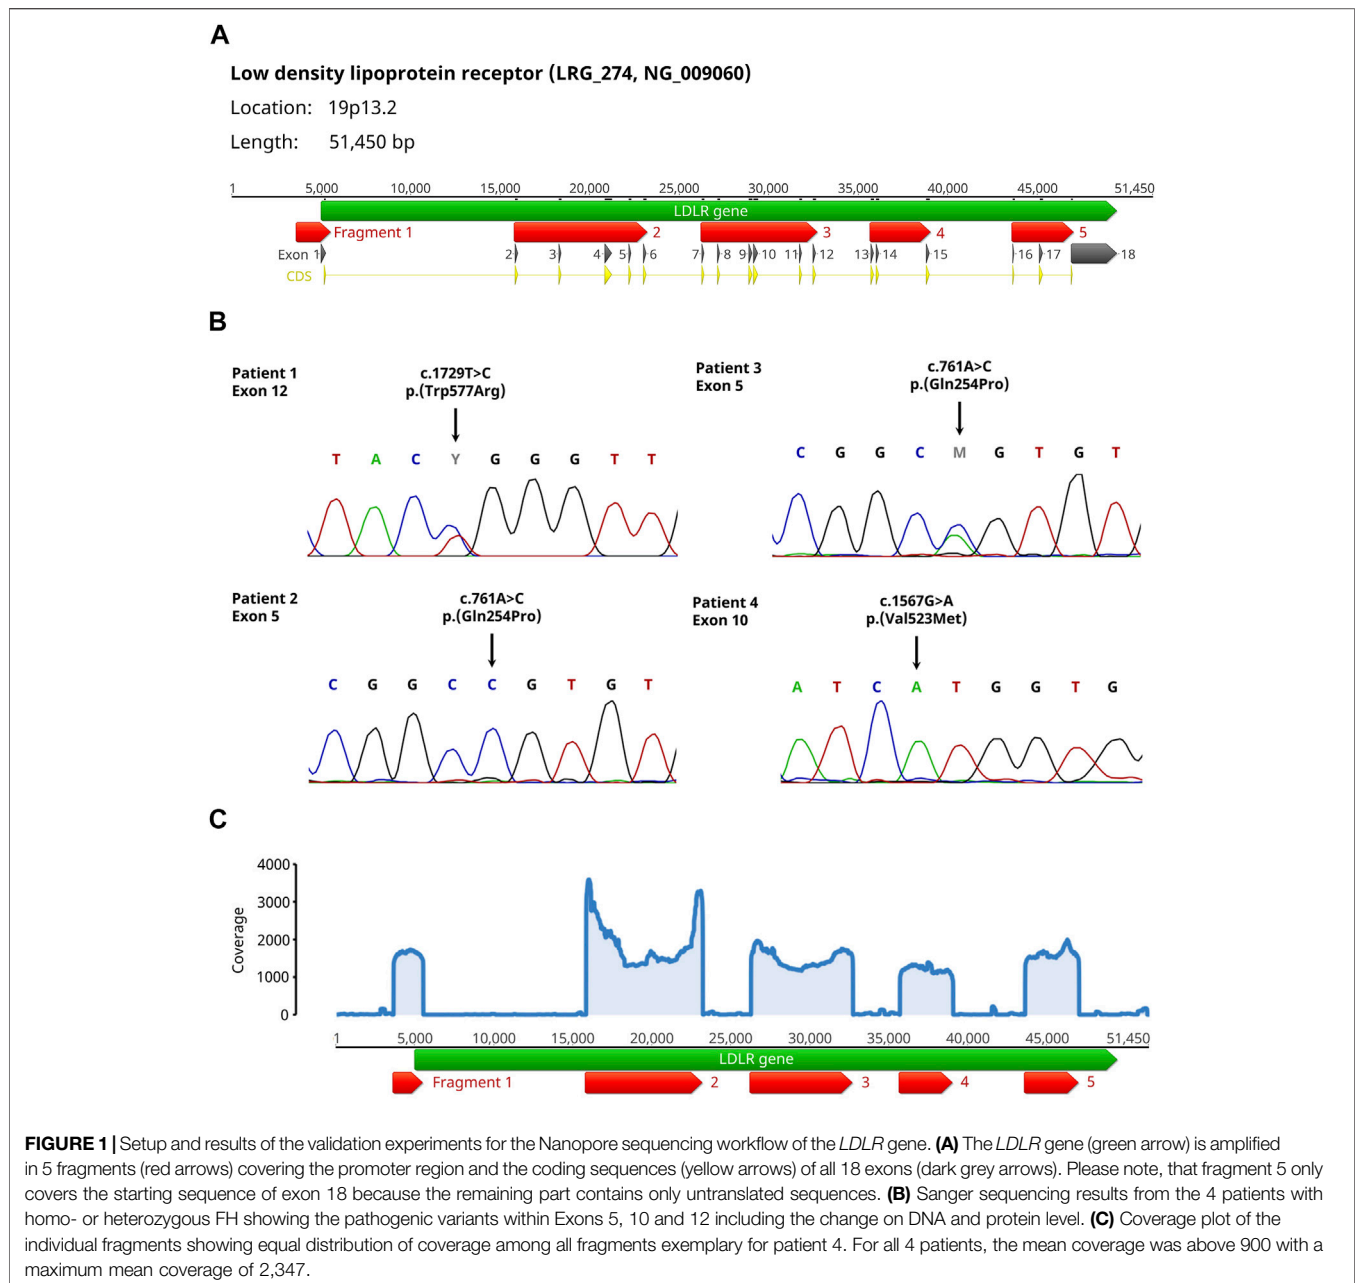 A
Low density lipoprotein receptor (LRG_274, NG_009060)
Location: 19p13.2
Length: 51,450 bp
1 5,000 10,000 15,000 20,000 25,000 30,000 35,000 40,000 45,000 51,450
LDLR gene
Fragment 1 2 3 4 5
Exon 1 2 3 4 5 6 7 8 9 10 11 12 13 14 15 16 17 18
CDS
B
Patient 1
Exon 12
c.1729T>C
p.(Trp577Arg)
T A C Y G G G T T
Patient 3
Exon 5
c.761A>C
p.(Gln254Pro)
C G G C M G T G T
Patient 2
Exon 5
c.761A>C
p.(Gln254Pro)
C G G C C G T G T
Patient 4
Exon 10
c.1567G>A
p.(Val523Met)
A T C A T G G T G
C
Coverage
4000
3000
2000
1000
0
1 5,000 10,000 15,000 20,000 25,000 30,000 35,000 40,000 45,000 51,450
LDLR gene
Fragment 1 2 3 4 5
FIGURE 1 | Setup and results of the validation experiments for the Nanopore sequencing workflow of the LDLR gene. (A) The LDLR gene (green arrow) is amplified
in 5 fragments (red arrows) covering the promoter region and the coding sequences (yellow arrows) of all 18 exons (dark grey arrows). Please note, that fragment 5 only
covers the starting sequence of exon 18 because the remaining part contains only untranslated sequences. (B) Sanger sequencing results from the 4 patients with
homo- or heterozygous FH showing the pathogenic variants within Exons 5, 10 and 12 including the change on DNA and protein level. (C) Coverage plot of the
individual fragments showing equal distribution of coverage among all fragments exemplary for patient 4. For all 4 patients, the mean coverage was above 900 with a
maximum mean coverage of 2,347.